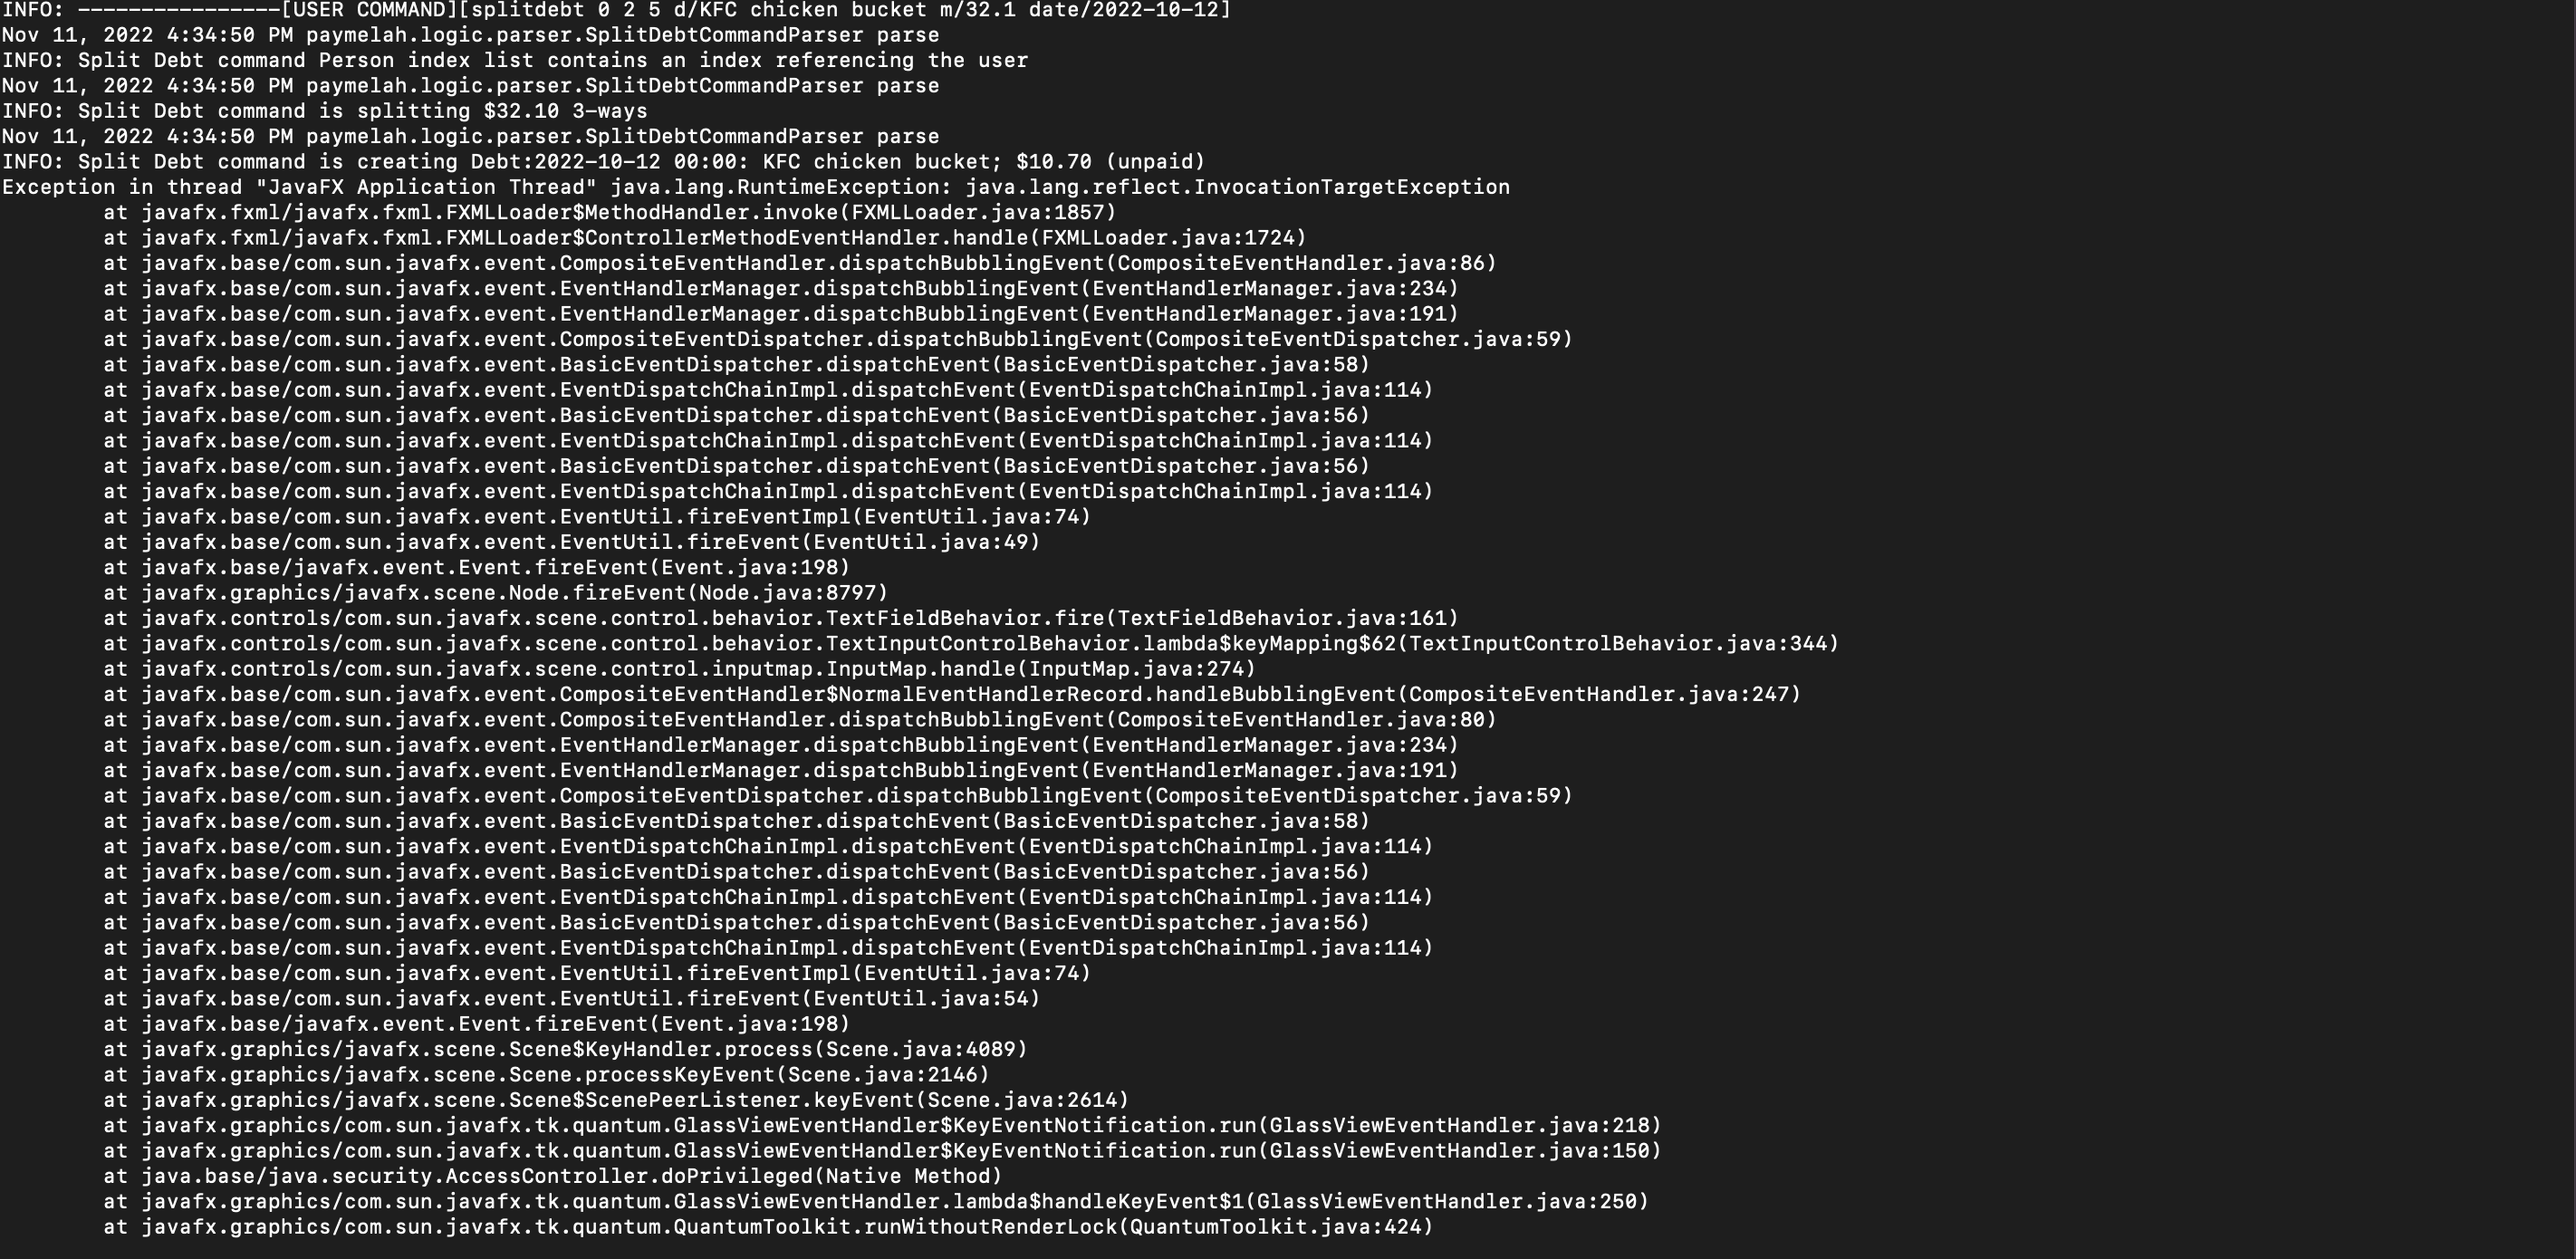 INFO: ----------------[USER COMMAND][splitdebt 0 2 5 d/KFC chicken bucket m/32.1 date/2022-10-12]
Nov 11, 2022 4:34:50 PM paymelah.logic.parser.SplitDebtCommandParser parse
INFO: Split Debt command Person index list contains an index referencing the user
Nov 11, 2022 4:34:50 PM paymelah.logic.parser.SplitDebtCommandParser parse
INFO: Split Debt command is splitting $32.10 3-ways
Nov 11, 2022 4:34:50 PM paymelah.logic.parser.SplitDebtCommandParser parse
INFO: Split Debt command is creating Debt:2022-10-12 00:00: KFC chicken bucket; $10.70 (unpaid)
Exception in thread "JavaFX Application Thread" java.lang.RuntimeException: java.lang.reflect.InvocationTargetException
at javafx.fxml/javafx.fxml.FXMLLoader$MethodHandler.invoke(FXMLLoader.java:1857)
at javafx.fxml/javafx.fxml.FXMLLoader$ControllerMethodEventHandler.handle(FXMLLoader.java:1724)
at javafx.base/com.sun.javafx.event.CompositeEventHandler.dispatchBubblingEvent(CompositeEventHandler.java:86)
at javafx.base/com.sun.javafx.event.EventHandlerManager.dispatchBubblingEvent(EventHandlerManager.java:234)
at javafx.base/com.sun.javafx.event.EventHandlerManager.dispatchBubblingEvent(EventHandlerManager.java:191)
at javafx.base/com.sun.javafx.event.CompositeEventDispatcher.dispatchBubblingEvent(CompositeEventDispatcher.java:59)
at javafx.base/com.sun.javafx.event.BasicEventDispatcher.dispatchEvent(BasicEventDispatcher.java:58)
at javafx.base/com.sun.javafx.event.EventDispatchChainImpl.dispatchEvent(EventDispatchChainImpl.java:114)
at javafx.base/com.sun.javafx.event.BasicEventDispatcher.dispatchEvent(BasicEventDispatcher.java:56)
at javafx.base/com.sun.javafx.event.EventDispatchChainImpl.dispatchEvent(EventDispatchChainImpl.java:114)
at javafx.base/com.sun.javafx.event.BasicEventDispatcher.dispatchEvent(BasicEventDispatcher.java:56)
at javafx.base/com.sun.javafx.event.EventDispatchChainImpl.dispatchEvent(EventDispatchChainImpl.java:114)
at javafx.base/com.sun.javafx.event.EventUtil.fireEventImpl(EventUtil.java:74)
at javafx.base/com.sun.javafx.event.EventUtil.fireEvent(EventUtil.java:49)
at javafx.base/javafx.event.Event.fireEvent(Event.java:198)
at javafx.graphics/javafx.scene.Node.fireEvent(Node.java:8797)
at javafx.controls/com.sun.javafx.scene.control.behavior.TextFieldBehavior.fire(TextFieldBehavior.java:161)
at javafx.controls/com.sun.javafx.scene.control.behavior.TextInputControlBehavior.lambda$keyMapping$62(TextInputControlBehavior.java:344)
at javafx.controls/com.sun.javafx.scene.control.inputmap.InputMap.handle(InputMap.java:274)
at javafx.base/com.sun.javafx.event.CompositeEventHandler$NormalEventHandlerRecord.handleBubblingEvent(CompositeEventHandler.java:247)
at javafx.base/com.sun.javafx.event.CompositeEventHandler.dispatchBubblingEvent(CompositeEventHandler.java:80)
at javafx.base/com.sun.javafx.event.EventHandlerManager.dispatchBubblingEvent(EventHandlerManager.java:234)
at javafx.base/com.sun.javafx.event.EventHandlerManager.dispatchBubblingEvent(EventHandlerManager.java:191)
at javafx.base/com.sun.javafx.event.CompositeEventDispatcher.dispatchBubblingEvent(CompositeEventDispatcher.java:59)
at javafx.base/com.sun.javafx.event.BasicEventDispatcher.dispatchEvent(BasicEventDispatcher.java:58)
at javafx.base/com.sun.javafx.event.EventDispatchChainImpl.dispatchEvent(EventDispatchChainImpl.java:114)
at javafx.base/com.sun.javafx.event.BasicEventDispatcher.dispatchEvent(BasicEventDispatcher.java:56)
at javafx.base/com.sun.javafx.event.EventDispatchChainImpl.dispatchEvent(EventDispatchChainImpl.java:114)
at javafx.base/com.sun.javafx.event.BasicEventDispatcher.dispatchEvent(BasicEventDispatcher.java:56)
at javafx.base/com.sun.javafx.event.EventDispatchChainImpl.dispatchEvent(EventDispatchChainImpl.java:114)
at javafx.base/com.sun.javafx.event.EventUtil.fireEventImpl(EventUtil.java:74)
at javafx.base/com.sun.javafx.event.EventUtil.fireEvent(EventUtil.java:54)
at javafx.base/javafx.event.Event.fireEvent(Event.java:198)
at javafx.graphics/javafx.scene.Scene$KeyHandler.process(Scene.java:4089)
at javafx.graphics/javafx.scene.Scene.processKeyEvent(Scene.java:2146)
at javafx.graphics/javafx.scene.Scene$ScenePeerListener.keyEvent(Scene.java:2614)
at javafx.graphics/com.sun.javafx.tk.quantum.GlassViewEventHandler$KeyEventNotification.run(GlassViewEventHandler.java:218)
at javafx.graphics/com.sun.javafx.tk.quantum.GlassViewEventHandler$KeyEventNotification.run(GlassViewEventHandler.java:150)
at java.base/java.security.AccessController.doPrivileged(Native Method)
at javafx.graphics/com.sun.javafx.tk.quantum.GlassViewEventHandler.lambda$handleKeyEvent$1(GlassViewEventHandler.java:250)
at javafx.graphics/com.sun.javafx.tk.quantum.QuantumToolkit.runWithoutRenderLock(QuantumToolkit.java:424)